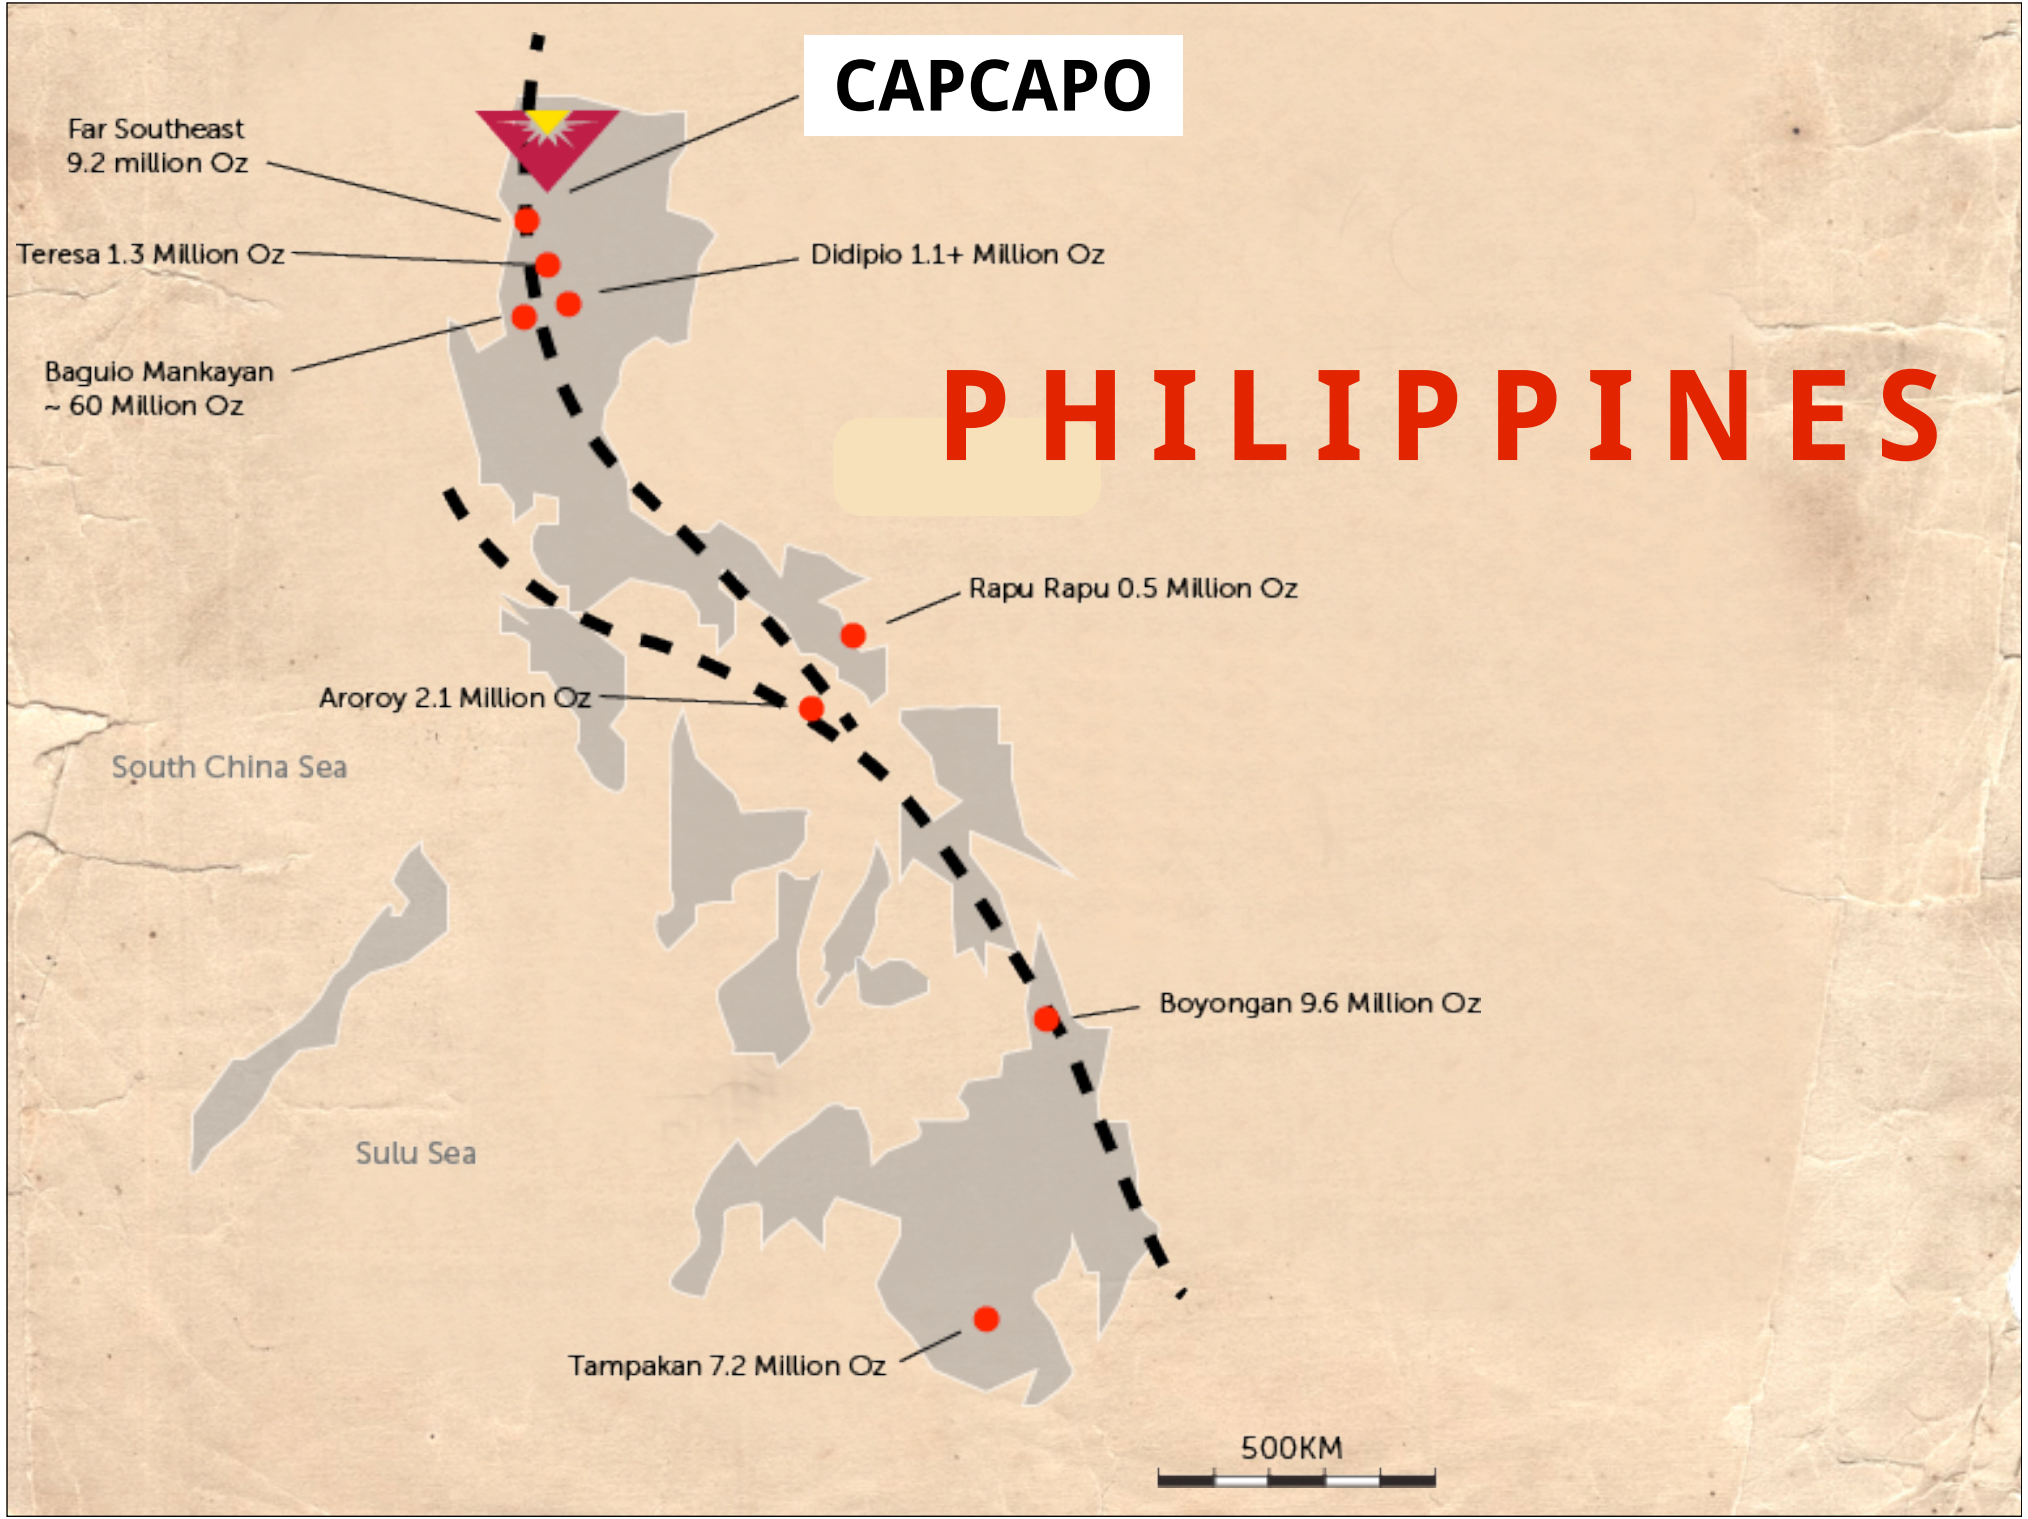 CAPCAPO
Far Southeast
9.2 million Oz
Teresa 1.3 Million Oz
Didipio 1.1+ Million Oz
Baguio Mankayan
~ 60 Million Oz
PHILIPPINES
Rapu Rapu 0.5 Million Oz
Aroroy 2.1 Million Oz
South China Sea
Boyongan 9.6 Million Oz
Sulu Sea
Tampakan 7.2 Million Oz
500KM